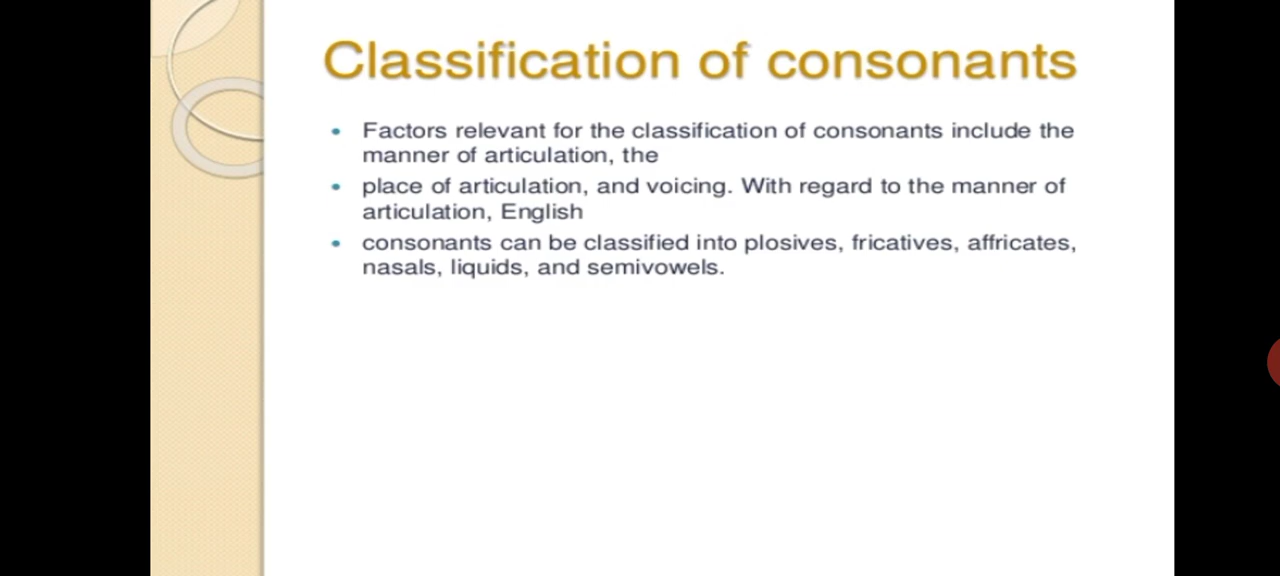 Classification of consonants
• Factors relevant for the classification of consonants include the
manner of articulation, the
• place of articulation, and voicing. With regard to the manner of
articulation, English
• consonants can be classified into plosives, fricatives, affricates,
nasals, liquids, and semivowels.